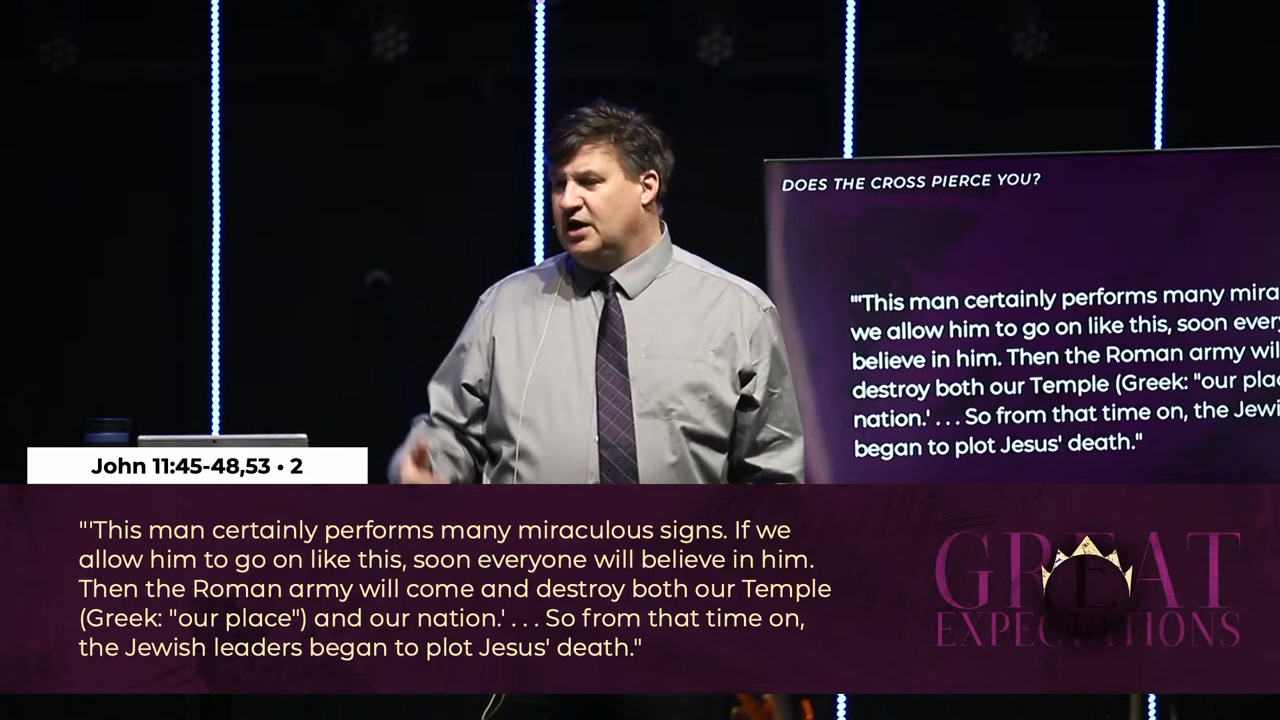 DOES THE CROSS PIERCE YOU?
"'This man certainly performs many mira
we allow him to go on like this, soon ever
believe in him. Then the Roman army wil
destroy both our Temple (Greek: "our plac
nation.' . . . So from that time on, the Jewi
began to plot Jesus' death."
John 11:45-48,53 • 2
"'This man certainly performs many miraculous signs. If we
allow him to go on like this, soon everyone will believe in him.
Then the Roman army will come and destroy both our Temple
(Greek: "our place") and our nation.' . . . So from that time on,
the Jewish leaders began to plot Jesus' death."
GREAT
EXPECTATIONS